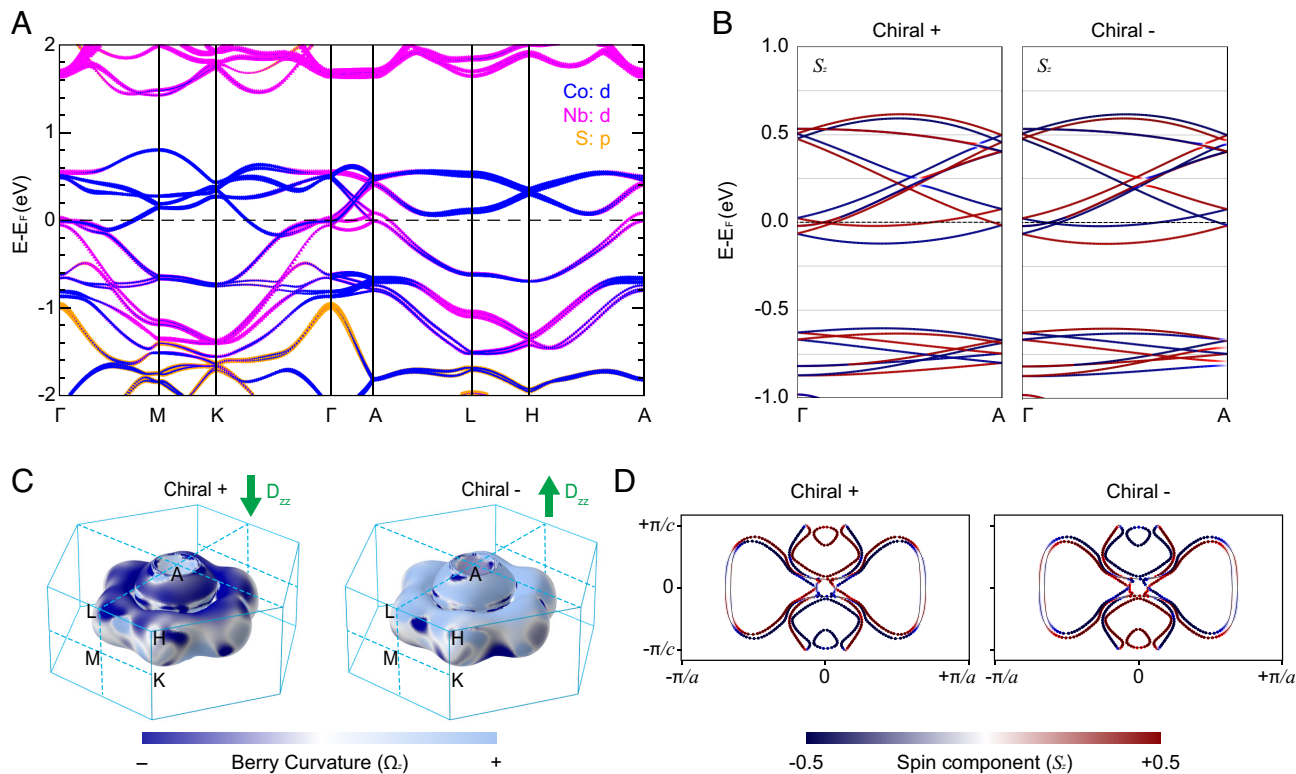 A
2
1
0
-1
-2
E-EF (eV)
Co: d
Nb: d
S: p
Γ M K Γ A L H A
B
Chiral +
Chiral -
Sz
Sz
1.0
0.5
0.0
-0.5
-1.0
E-EF (eV)
Γ A Γ A
C
Chiral +
Dzz
Chiral -
Dzz
A
L
H
M
K
A
L
H
M
K
– Berry Curvature (Ωz) +
D
Chiral +
Chiral -
+π/c
0
-π/c
-π/a 0 +π/a
+π/c
0
-π/c
-π/a 0 +π/a
-0.5 Spin component (Sz) +0.5